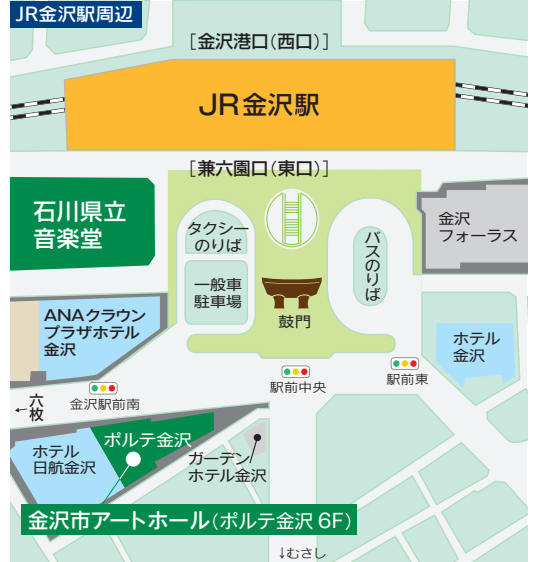 JR金沢駅周辺
［金沢港口（西口）］
JR金沢駅
［兼六園口（東口）］
石川県立
音楽堂
タクシー
のりば
バスのりば
金沢
フォーラス
一般車
駐車場
鼓門
ANAクラウン
プラザホテル
金沢
ホテル
金沢
駅前中央
駅前東
金沢駅前南
←六枚
ホテル
日航金沢
ポルテ金沢
ガーデン
ホテル金沢
金沢市アートホール（ポルテ金沢 6F）
↓むさし